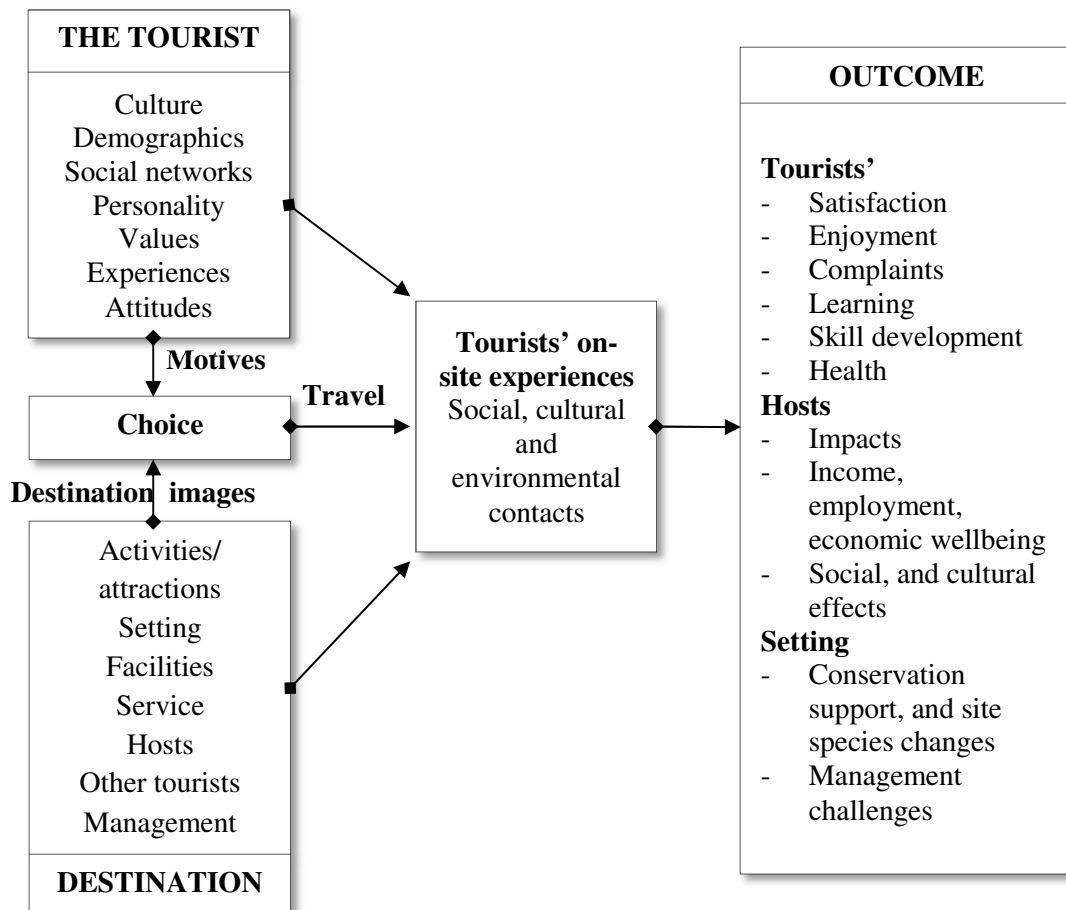 THE TOURIST
Culture
Demographics
Social networks
Personality
Values
Experiences
Attitudes
Motives
Choice
Destination images
Activities/
attractions
Setting
Facilities
Service
Hosts
Other tourists
Management
DESTINATION
Travel
Tourists’ on-
site experiences
Social, cultural
and
environmental
contacts
OUTCOME
Tourists’
- Satisfaction
- Enjoyment
- Complaints
- Learning
- Skill development
- Health
Hosts
- Impacts
- Income,
employment,
economic wellbeing
- Social, and cultural
effects
Setting
- Conservation
support, and site
species changes
- Management
challenges